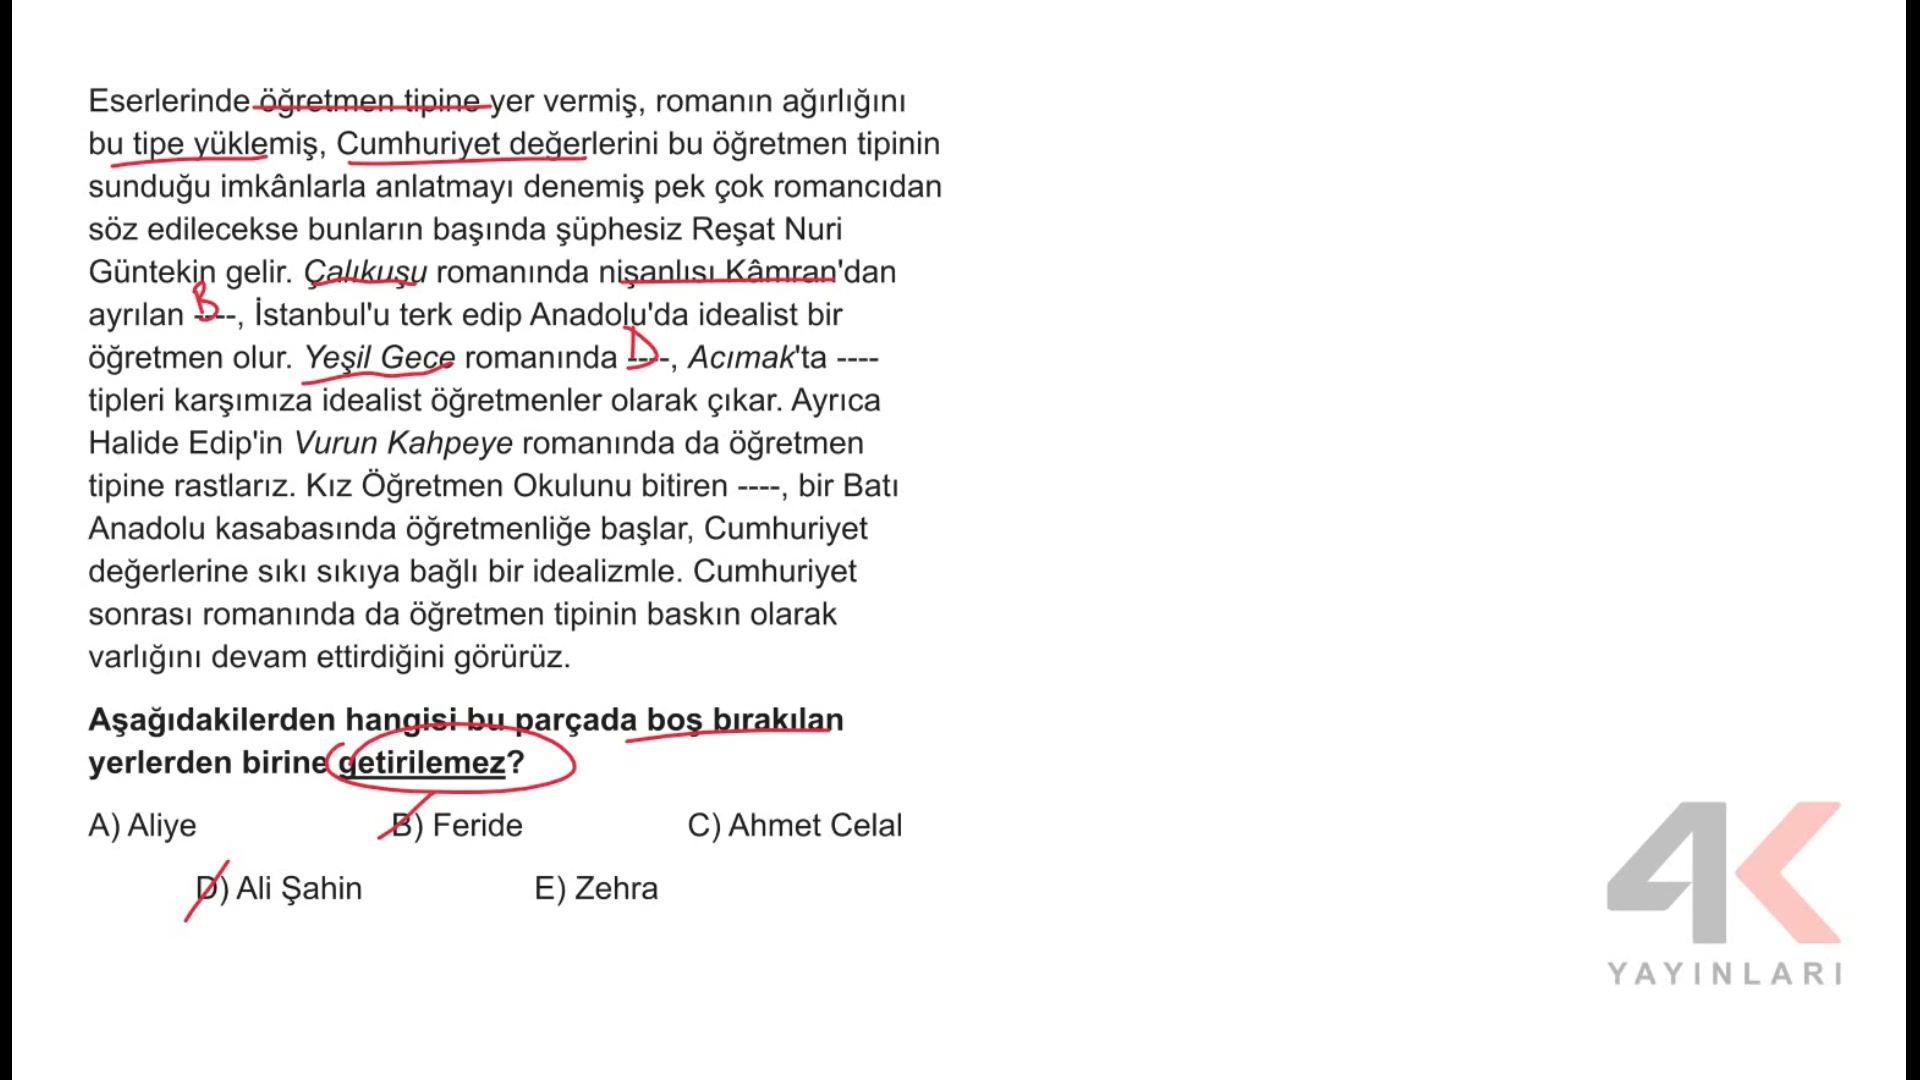 Eserlerinde öğretmen tipine yer vermiş, romanın ağırlığını
bu tipe yüklemiş, Cumhuriyet değerlerini bu öğretmen tipinin
sunduğu imkânlarla anlatmayı denemiş pek çok romancıdan
söz edilecekse bunların başında şüphesiz Reşat Nuri
Güntekin gelir. Çalıkuşu romanında nişanlısı Kâmran'dan
B
ayrılan ----, İstanbul'u terk edip Anadolu'da idealist bir
D
öğretmen olur. Yeşil Gece romanında ----, Acımak'ta ----
tipleri karşımıza idealist öğretmenler olarak çıkar. Ayrıca
Halide Edip'in Vurun Kahpeye romanında da öğretmen
tipine rastlarız. Kız Öğretmen Okulunu bitiren ----, bir Batı
Anadolu kasabasında öğretmenliğe başlar, Cumhuriyet
değerlerine sıkı sıkıya bağlı bir idealizmle. Cumhuriyet
sonrası romanında da öğretmen tipinin baskın olarak
varlığını devam ettirdiğini görürüz.
Aşağıdakilerden hangisi bu parçada boş bırakılan
yerlerden birine getirilemez?
A) Aliye B) Feride C) Ahmet Celal
D) Ali Şahin E) Zehra
4K
YAYINLARI